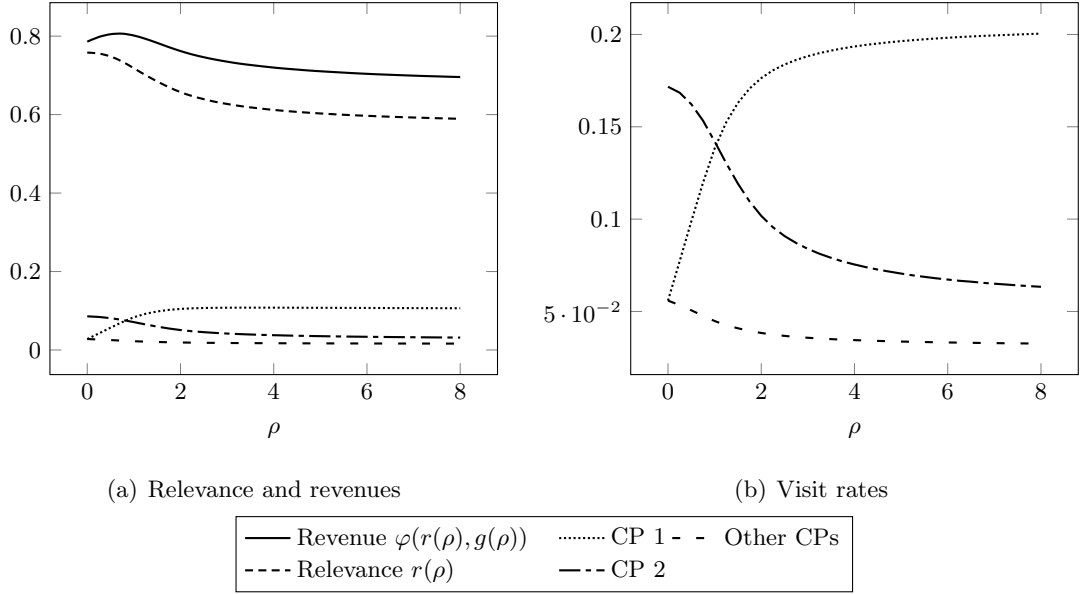 0.8
0.6
0.4
0.2
0
0 2 4 6 8
ρ
(a) Relevance and revenues
0.2
0.15
0.1
5 · 10⁻²
0 2 4 6 8
ρ
(b) Visit rates
Revenue φ(r(ρ), g(ρ)) CP 1 Other CPs
Relevance r(ρ) CP 2